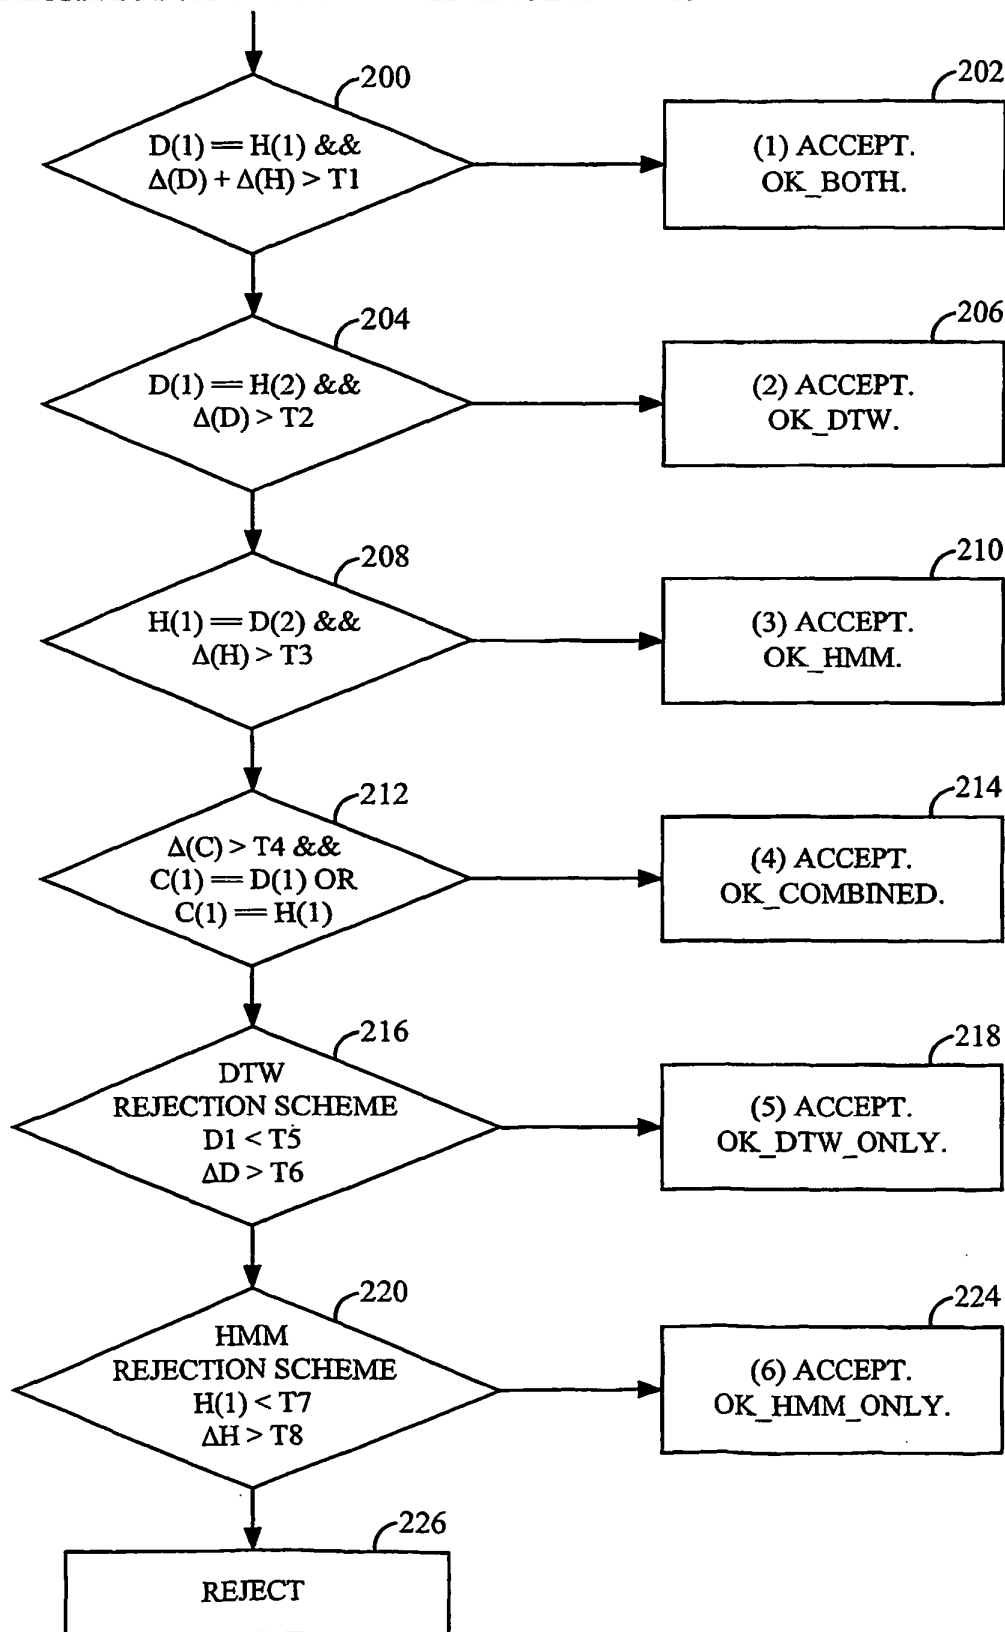 200
D(1) == H(1) &&
Δ(D) + Δ(H) > T1
202
(1) ACCEPT.
OK_BOTH.
204
D(1) == H(2) &&
Δ(D) > T2
206
(2) ACCEPT.
OK_DTW.
208
H(1) == D(2) &&
Δ(H) > T3
210
(3) ACCEPT.
OK_HMM.
212
Δ(C) > T4 &&
C(1) == D(1) OR
C(1) == H(1)
214
(4) ACCEPT.
OK_COMBINED.
216
DTW
REJECTION SCHEME
D1 < T5
ΔD > T6
218
(5) ACCEPT.
OK_DTW_ONLY.
220
HMM
REJECTION SCHEME
H(1) < T7
ΔH > T8
224
(6) ACCEPT.
OK_HMM_ONLY.
226
REJECT